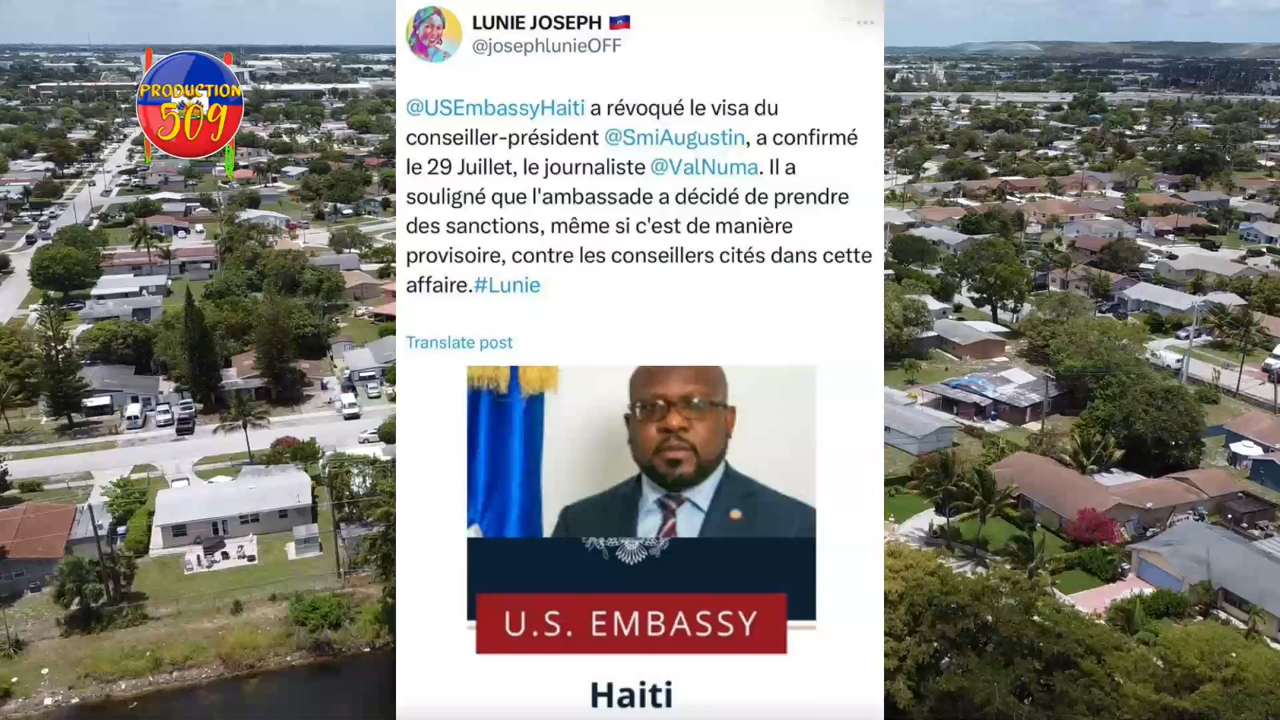 PRODUCTION
509
LUNIE JOSEPH
@josephlunieOFF
@USEmbassyHaiti a révoqué le visa du
conseiller-président @SmiAugustin, a confirmé
le 29 Juillet, le journaliste @ValNuma. Il a
souligné que l'ambassade a décidé de prendre
des sanctions, même si c'est de manière
provisoire, contre les conseillers cités dans cette
affaire.#Lunie
Translate post
U.S. EMBASSY
Haiti